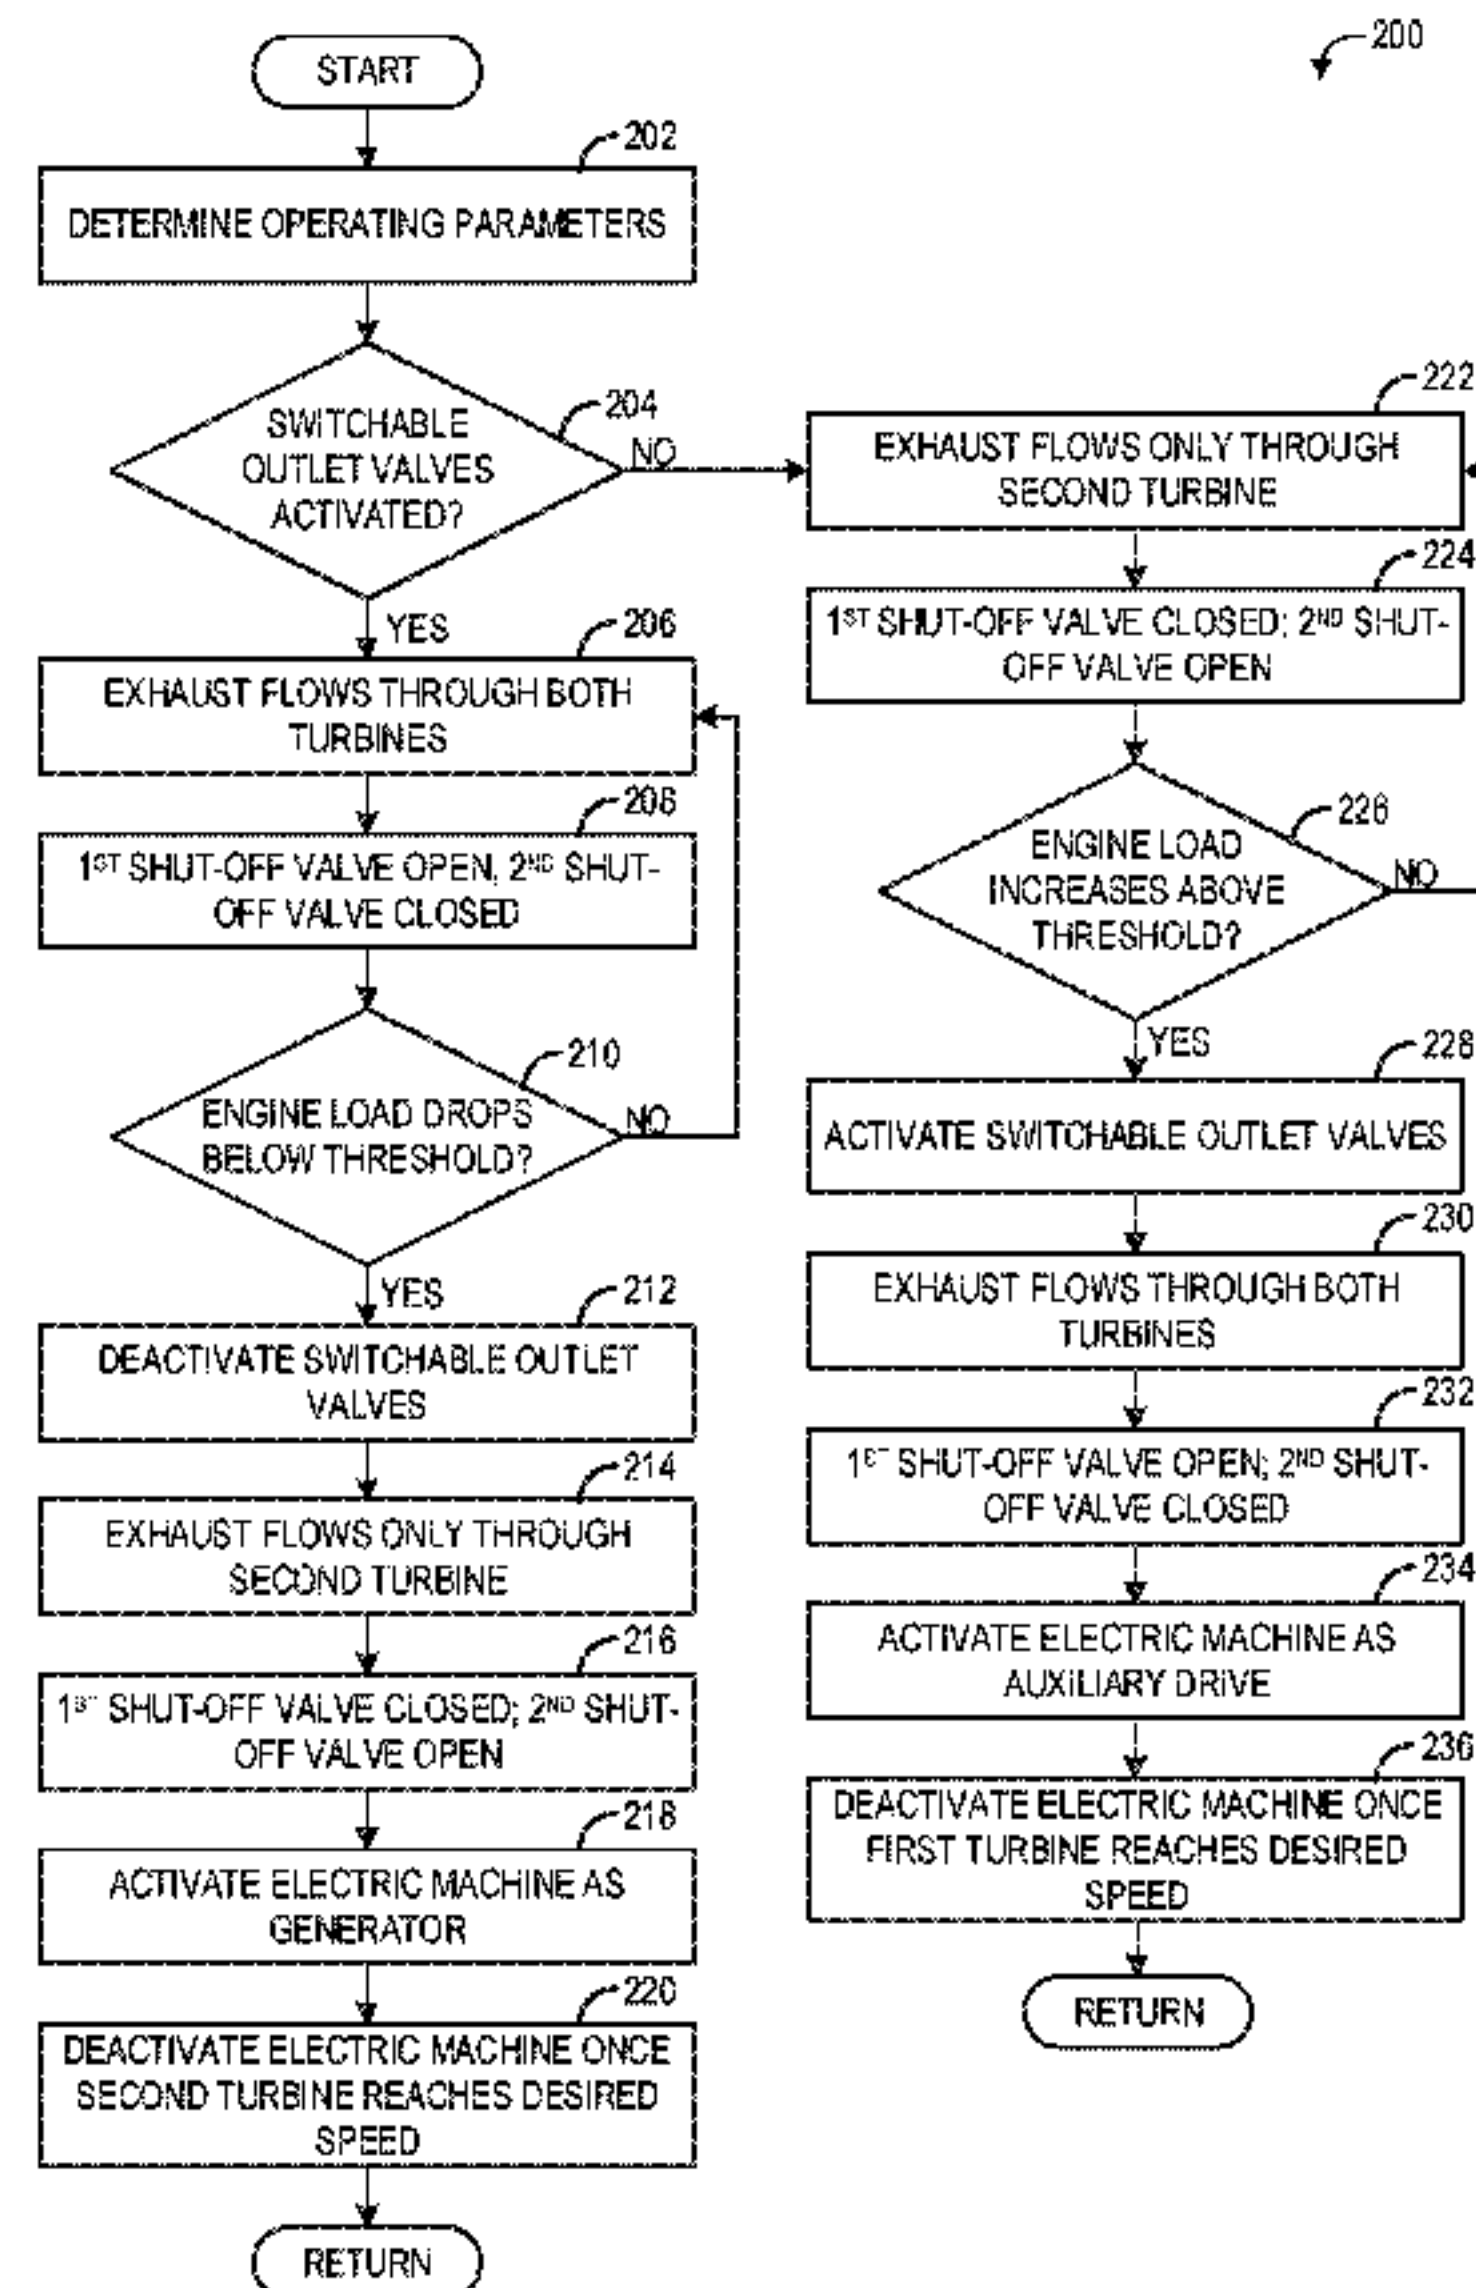 200
START
202
DETERMINE OPERATING PARAMETERS
204
SWITCHABLE
OUTLET VALVES
ACTIVATED?
NO
YES
206
EXHAUST FLOWS THROUGH BOTH
TURBINES
208
1ST SHUT-OFF VALVE OPEN, 2ND SHUT-
OFF VALVE CLOSED
210
ENGINE LOAD DROPS
BELOW THRESHOLD?
NO
YES
212
DEACTIVATE SWITCHABLE OUTLET
VALVES
214
EXHAUST FLOWS ONLY THROUGH
SECOND TURBINE
216
1ST SHUT-OFF VALVE CLOSED; 2ND SHUT-
OFF VALVE OPEN
218
ACTIVATE ELECTRIC MACHINE AS
GENERATOR
220
DEACTIVATE ELECTRIC MACHINE ONCE
SECOND TURBINE REACHES DESIRED
SPEED
RETURN
222
EXHAUST FLOWS ONLY THROUGH
SECOND TURBINE
224
1ST SHUT-OFF VALVE CLOSED; 2ND SHUT-
OFF VALVE OPEN
226
ENGINE LOAD
INCREASES ABOVE
THRESHOLD?
NO
YES
228
ACTIVATE SWITCHABLE OUTLET VALVES
230
EXHAUST FLOWS THROUGH BOTH
TURBINES
232
1ST SHUT-OFF VALVE OPEN; 2ND SHUT-
OFF VALVE CLOSED
234
ACTIVATE ELECTRIC MACHINE AS
AUXILIARY DRIVE
236
DEACTIVATE ELECTRIC MACHINE ONCE
FIRST TURBINE REACHES DESIRED
SPEED
RETURN